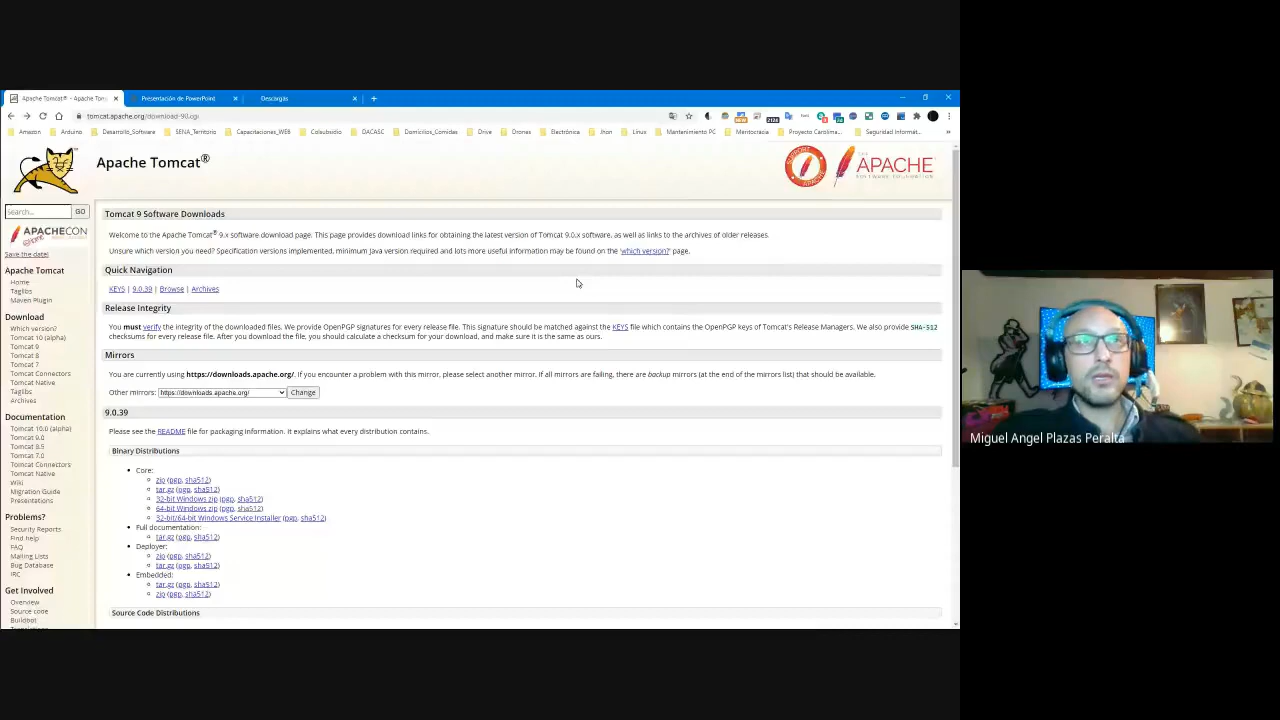 Apache Tomcat® - Apache Tom
Presentación de PowerPoint
Descargas
tomcat.apache.org/download-90.cgi
Amazon
Arduino
Desarrollo_Software
SENA_Territorio
Capacitaciones_WEB
Colsubsidio
DACASC
Domicilios_Comidas
Drive
Drones
Electrónica
Jhon
Linux
Mantenimiento PC
Mentocracia
Proyecto Carolina...
Seguridad Informát...
Apache Tomcat®
SUPPORT APACHE
THE
APACHE
SOFTWARE FOUNDATION
Search...
GO
APACHECON
@home
Save the date!
Apache Tomcat
Home
Taglibs
Maven Plugin
Download
Which version?
Tomcat 10 (alpha)
Tomcat 9
Tomcat 8
Tomcat 7
Tomcat Connectors
Tomcat Native
Taglibs
Archives
Documentation
Tomcat 10.0 (alpha)
Tomcat 9.0
Tomcat 8.5
Tomcat 7.0
Tomcat Connectors
Tomcat Native
Wiki
Migration Guide
Presentations
Problems?
Security Reports
Find help
FAQ
Mailing Lists
Bug Database
IRC
Get Involved
Overview
Source code
Buildbot
Tomcat 9 Software Downloads
Welcome to the Apache Tomcat® 9.x software download page. This page provides download links for obtaining the latest version of Tomcat 9.0.x software, as well as links to the archives of older releases.
Unsure which version you need? Specification versions implemented, minimum Java version required and lots more useful information may be found on the 'which version?' page.
Quick Navigation
KEYS | 9.0.39 | Browse | Archives
Release Integrity
You must verify the integrity of the downloaded files. We provide OpenPGP signatures for every release file. This signature should be matched against the KEYS file which contains the OpenPGP keys of Tomcat's Release Managers. We also provide SHA-512
checksums for every release file. After you download the file, you should calculate a checksum for your download, and make sure it is the same as ours.
Mirrors
You are currently using https://downloads.apache.org/. If you encounter a problem with this mirror, please select another mirror. If all mirrors are failing, there are backup mirrors (at the end of the mirrors list) that should be available.
Other mirrors: https://downloads.apache.org/ Change
9.0.39
Please see the README file for packaging information. It explains what every distribution contains.
Binary Distributions
Core:
zip (pgp, sha512)
tar.gz (pgp, sha512)
32-bit Windows zip (pgp, sha512)
64-bit Windows zip (pgp, sha512)
32-bit/64-bit Windows Service Installer (pgp, sha512)
Full documentation:
tar.gz (pgp, sha512)
Deployer:
zip (pgp, sha512)
tar.gz (pgp, sha512)
Embedded:
tar.gz (pgp, sha512)
zip (pgp, sha512)
Source Code Distributions
Miguel Angel Plazas Peralta